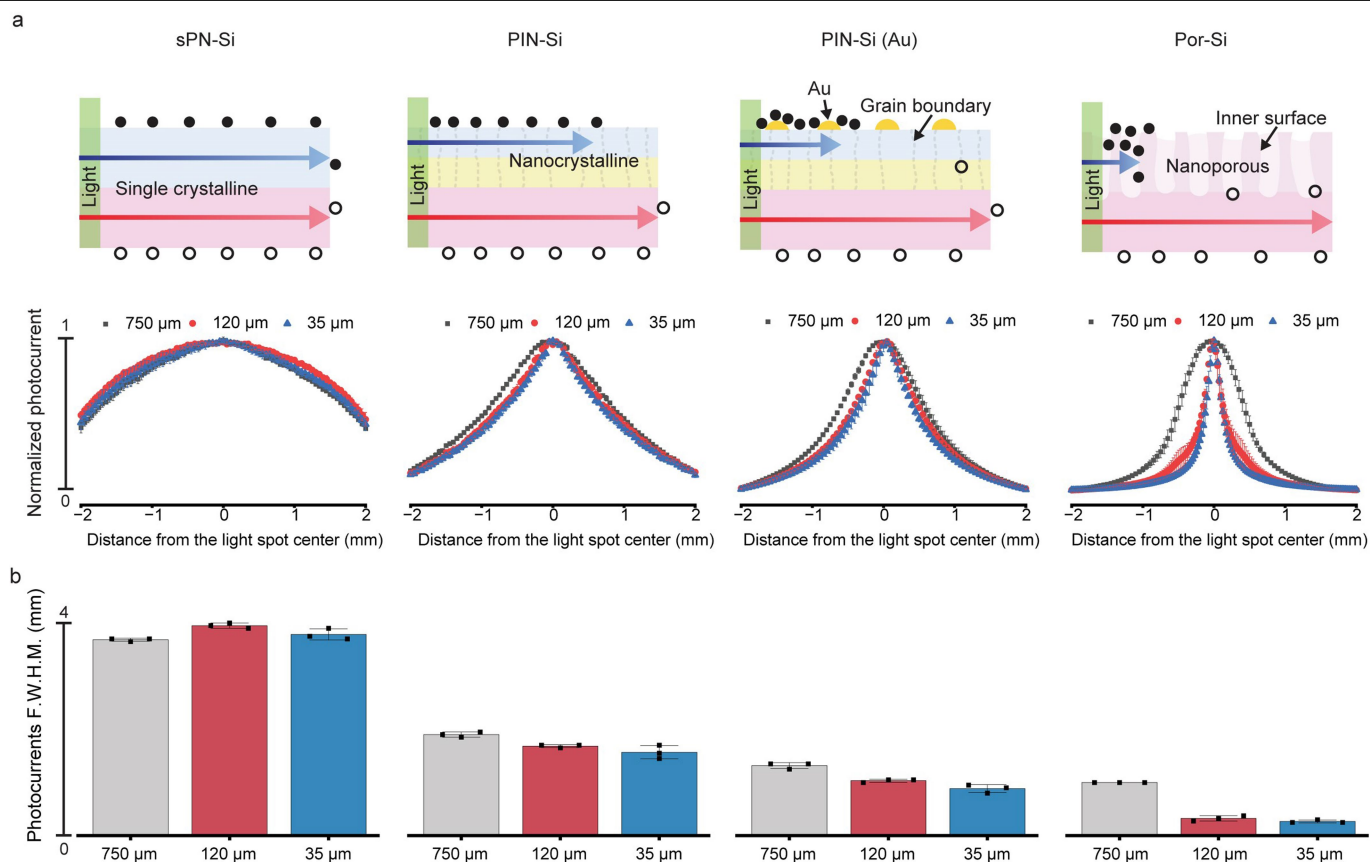 a
sPN-Si
PIN-Si
PIN-Si (Au)
Por-Si
Light
Single crystalline
Light
Nanocrystalline
Light
Au
Grain boundary
Light
Inner surface
Nanoporous
Normalized photocurrent
1
0
750 µm 120 µm 35 µm
−2 −1 0 1 2
Distance from the light spot center (mm)
750 µm 120 µm 35 µm
−2 −1 0 1 2
Distance from the light spot center (mm)
750 µm 120 µm 35 µm
−2 −1 0 1 2
Distance from the light spot center (mm)
750 µm 120 µm 35 µm
−2 −1 0 1 2
Distance from the light spot center (mm)
b
Photocurrents F.W.H.M. (mm)
4
0
750 µm 120 µm 35 µm
750 µm 120 µm 35 µm
750 µm 120 µm 35 µm
750 µm 120 µm 35 µm